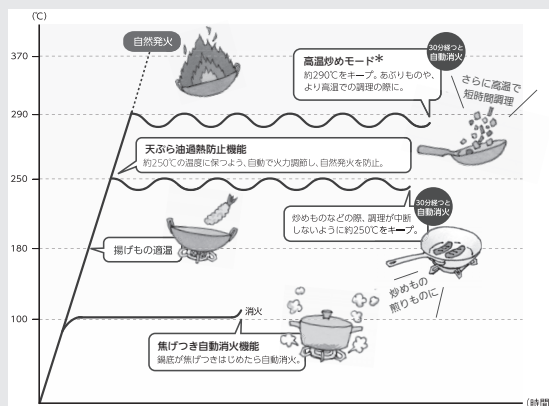 (℃)
370
290
250
180
100
自然発火
高温炒めモード*
約290℃をキープ。あぶりものや、
より高温での調理の際に。
30分経つと
自動消火
さらに高温で
短時間調理
天ぷら油過熱防止機能
約250℃の温度に保つよう、自動で火力調節し、自然発火を防止。
30分経つと
自動消火
炒めものなどの際、調理が中断
しないように約250℃をキープ。
揚げもの適温
炒めもの
煎りものに
消火
焦げつき自動消火機能
鍋底が焦げつきはじめたら自動消火。
(時間